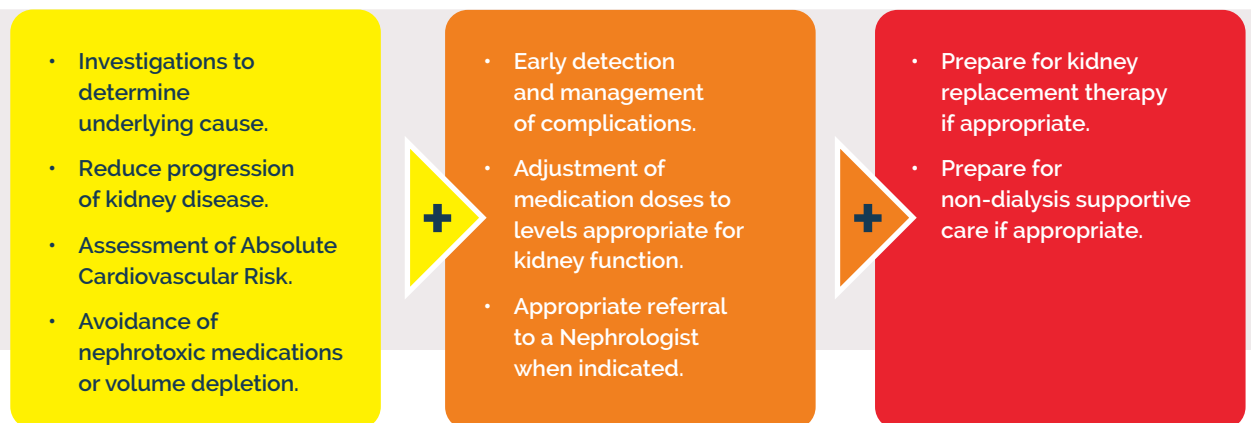 • Investigations to
determine
underlying cause.
• Reduce progression
of kidney disease.
• Assessment of Absolute
Cardiovascular Risk.
• Avoidance of
nephrotoxic medications
or volume depletion.
+
• Early detection
and management
of complications.
• Adjustment of
medication doses to
levels appropriate for
kidney function.
• Appropriate referral
to a Nephrologist
when indicated.
+
• Prepare for kidney
replacement therapy
if appropriate.
• Prepare for
non-dialysis supportive
care if appropriate.